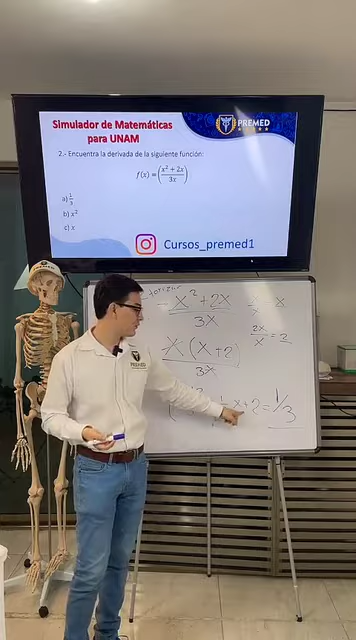 Simulador de Matemáticas
para UNAM
PREMED
2.- Encuentra la derivada de la siguiente función:
f(x) = (x² + 2x / 3x)
a) 1/3
b) x²
c) x
Cursos_premed1
x² + 2x
3x
x
2x/x = 2
x (x + 2)
3x
x + 2 = 1/3
PREMED